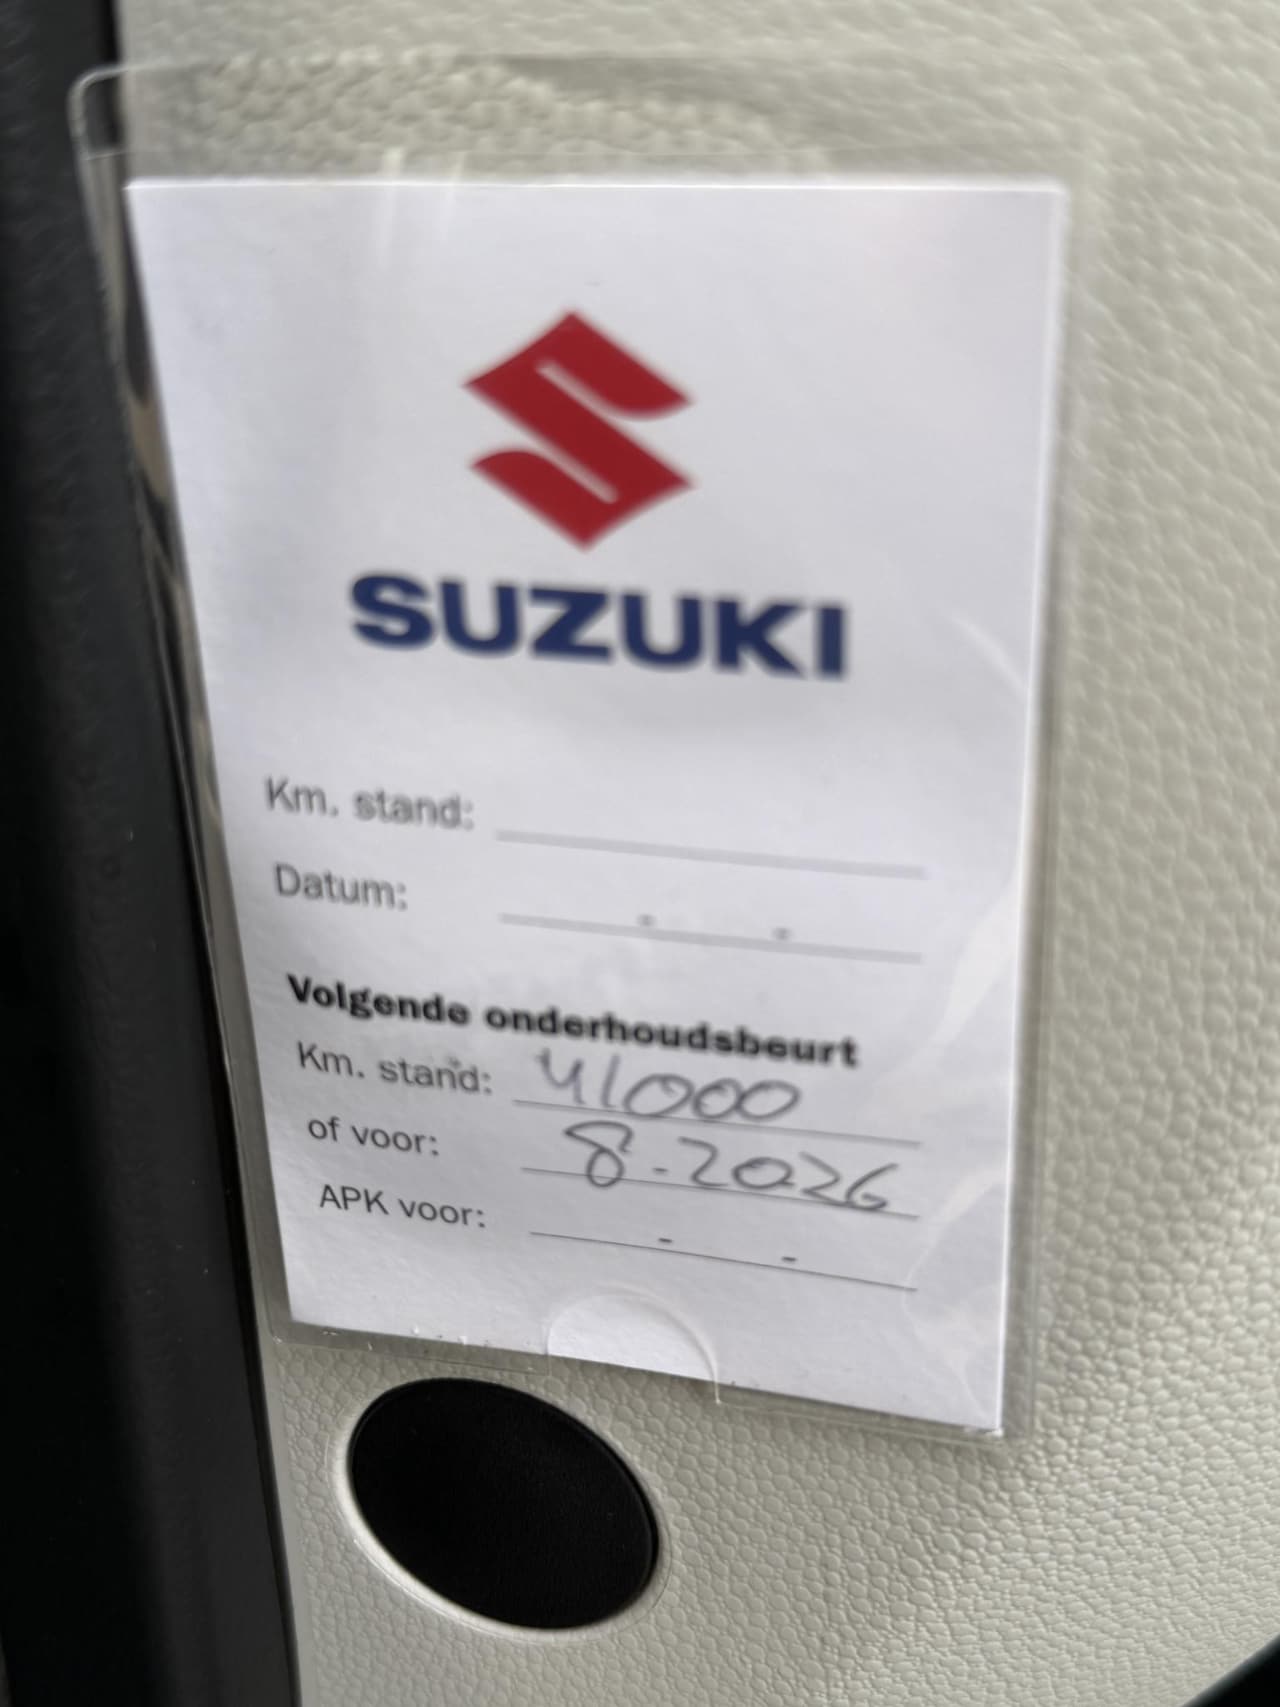 SUZUKI
Km. stand:
Datum: - -
Volgende onderhoudsbeurt
Km. stand: 41000
of voor: 8-2026
APK voor: - -